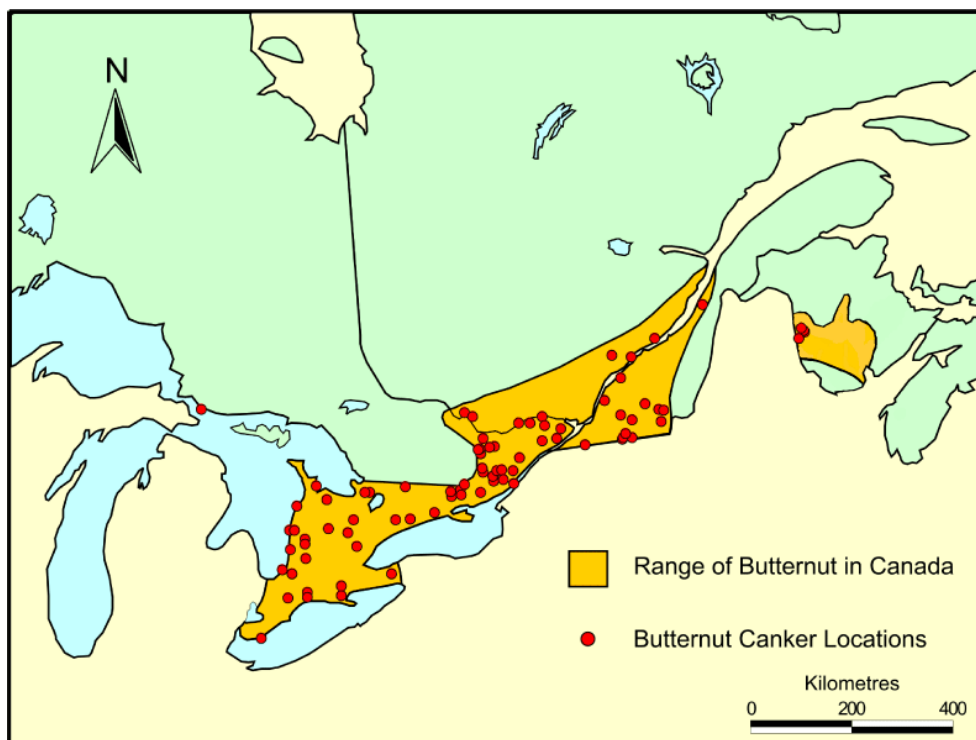 N
Range of Butternut in Canada
Butternut Canker Locations
Kilometres
0 200 400